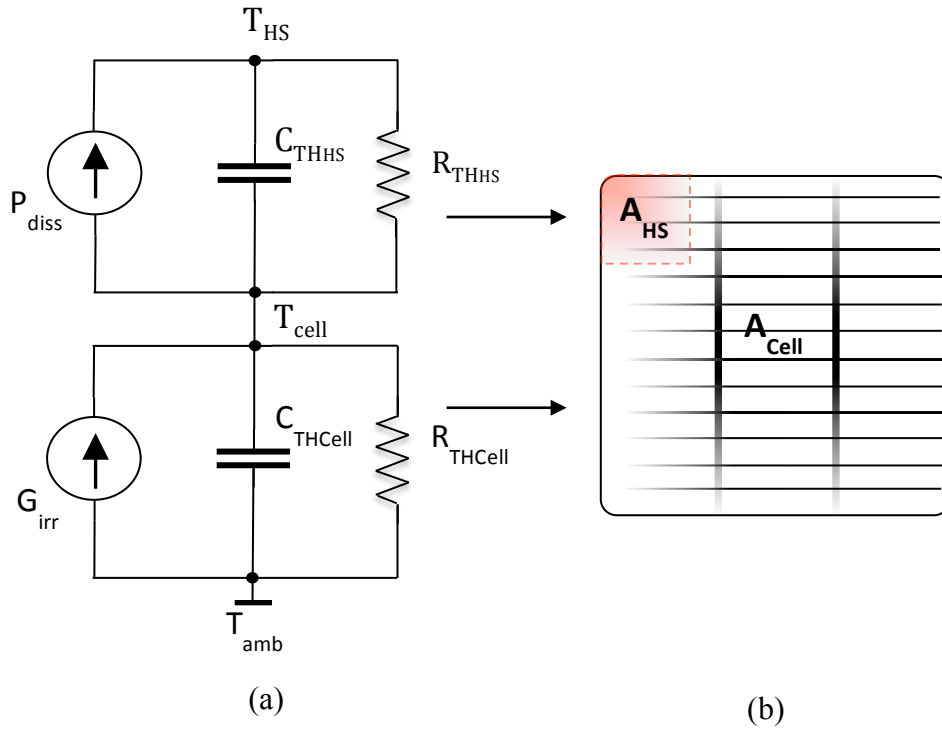 T_HS
C_THHS
R_THHS
P_diss
A_HS
T_cell
A_Cell
C_THCell
R_THCell
G_irr
T_amb
(a)
(b)